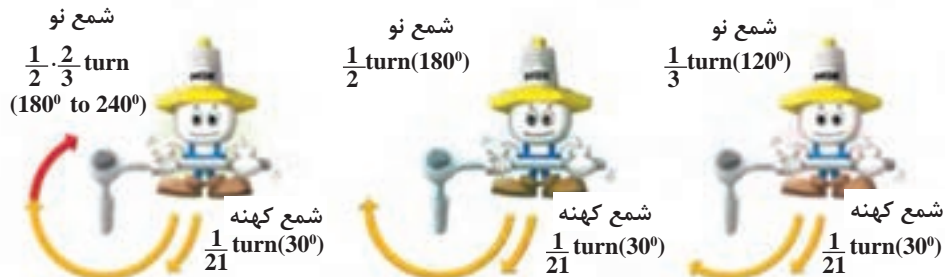 شمع نو
1/2 · 2/3 turn
(180⁰ to 240⁰)
شمع کهنه
1/21 turn(30⁰)
شمع نو
1/2 turn(180⁰)
شمع کهنه
1/21 turn(30⁰)
شمع نو
1/3 turn(120⁰)
شمع کهنه
1/21 turn(30⁰)